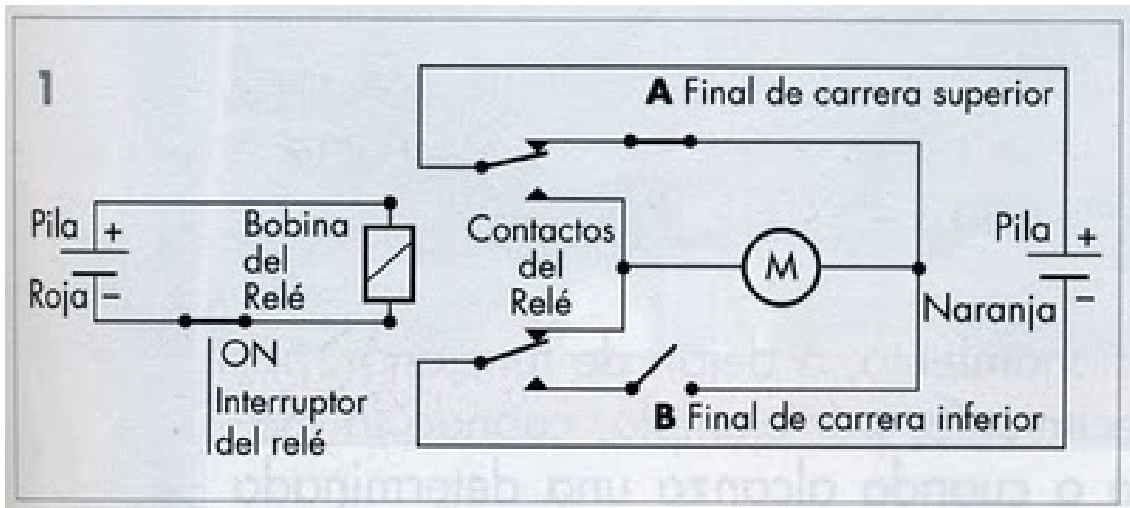 1
A Final de carrera superior
Pila +
Roja –
Bobina
del
Relé
ON
Interruptor
del relé
Contactos
del
Relé
M
Pila +
–
Naranja
B Final de carrera inferior